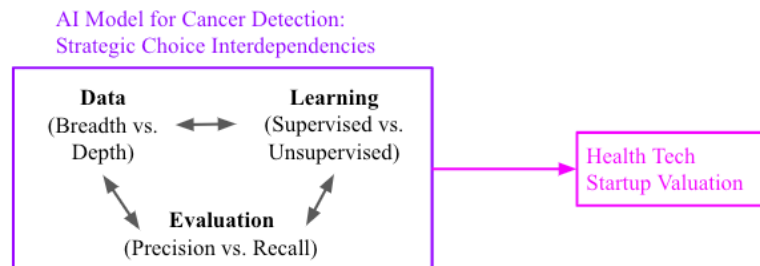 AI Model for Cancer Detection:
Strategic Choice Interdependencies
Data
(Breadth vs.
Depth)
Learning
(Supervised vs.
Unsupervised)
Evaluation
(Precision vs. Recall)
Health Tech
Startup Valuation